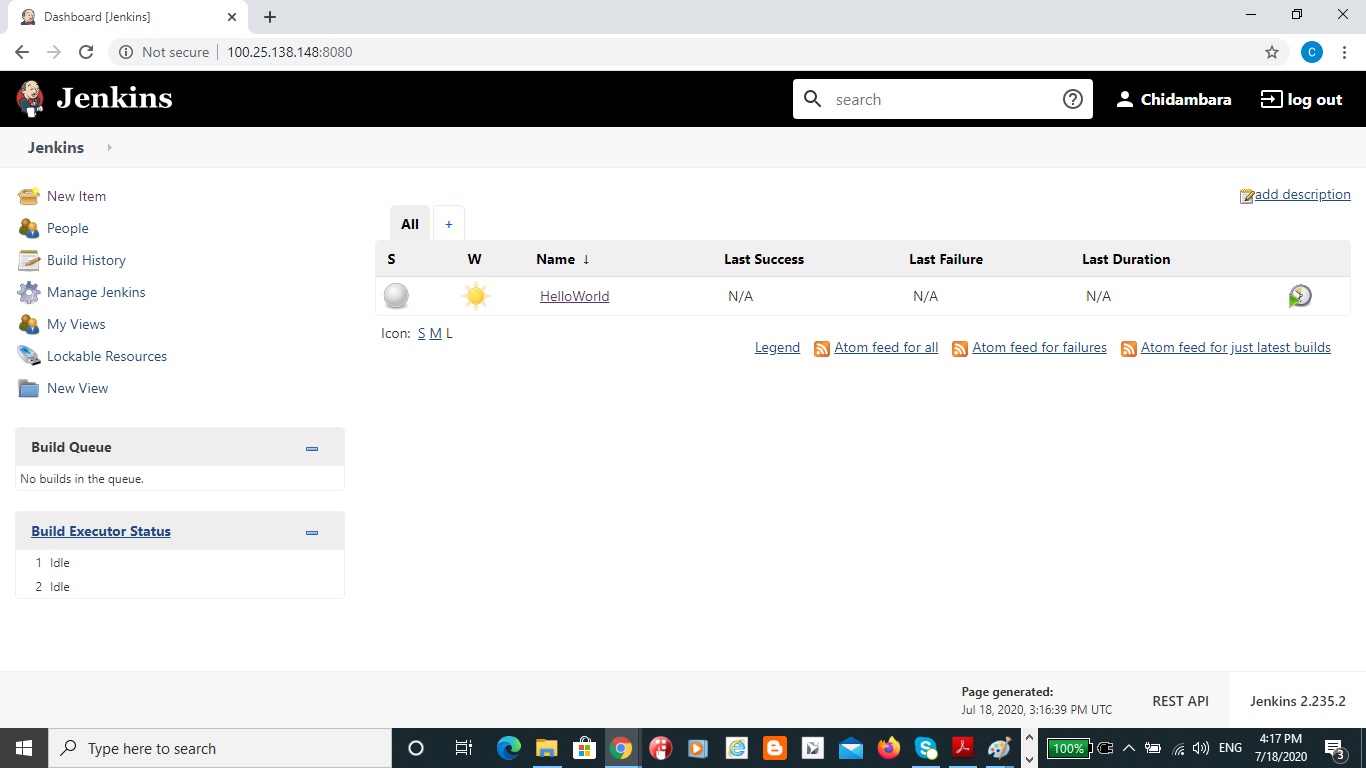 Dashboard [Jenkins]
Not secure
100.25.138.148:8080
C
Jenkins
search
Chidambara
log out
Jenkins
New Item
People
Build History
Manage Jenkins
My Views
Lockable Resources
New View
add description
All
+
S W Name ↓ Last Success Last Failure Last Duration
HelloWorld N/A N/A N/A
Icon: S M L
Legend Atom feed for all Atom feed for failures Atom feed for just latest builds
Build Queue
No builds in the queue.
Build Executor Status
1 Idle
2 Idle
Page generated:
Jul 18, 2020, 3:16:39 PM UTC
REST API
Jenkins 2.235.2
Type here to search
100%
ENG
4:17 PM
7/18/2020
3